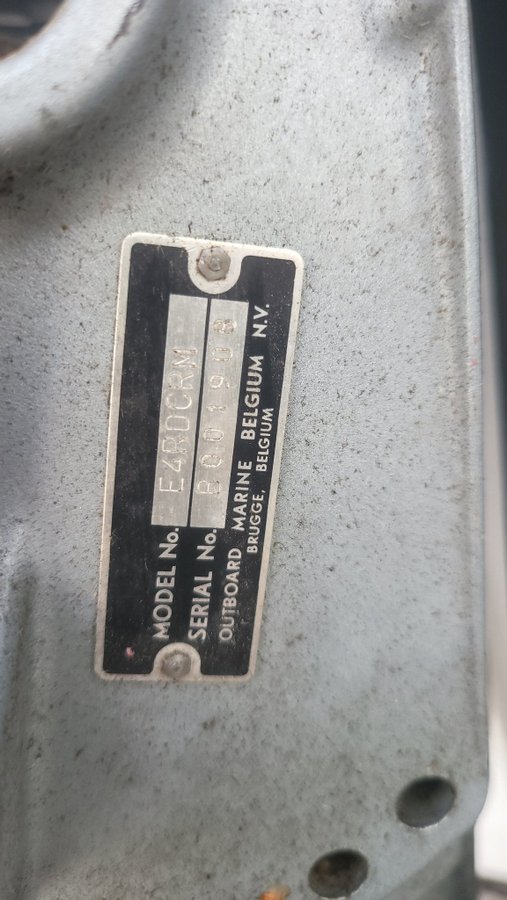 MODEL No. E4RDCRM
SERIAL No. B001908
OUTBOARD MARINE BELGIUM N.V.
BRUGGE, BELGIUM